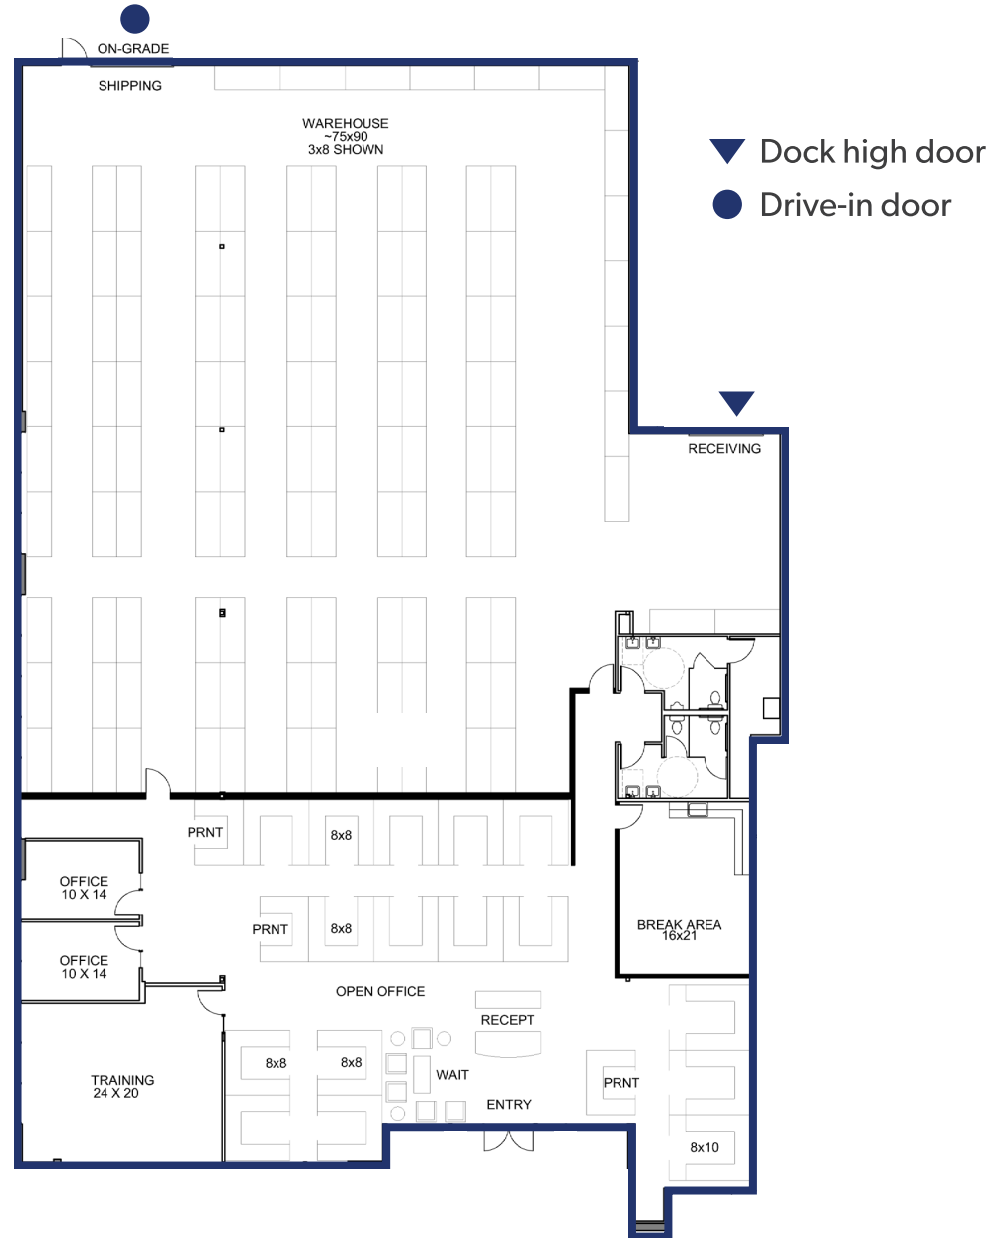 ON-GRADE
SHIPPING
WAREHOUSE
~75x90
3x8 SHOWN
Dock high door
Drive-in door
RECEIVING
PRNT
8x8
OFFICE
10 X 14
BREAK AREA
16x21
PRNT
8x8
OFFICE
10 X 14
OPEN OFFICE
RECEPT
8x8
8x8
WAIT
TRAINING
24 X 20
PRNT
ENTRY
8x10